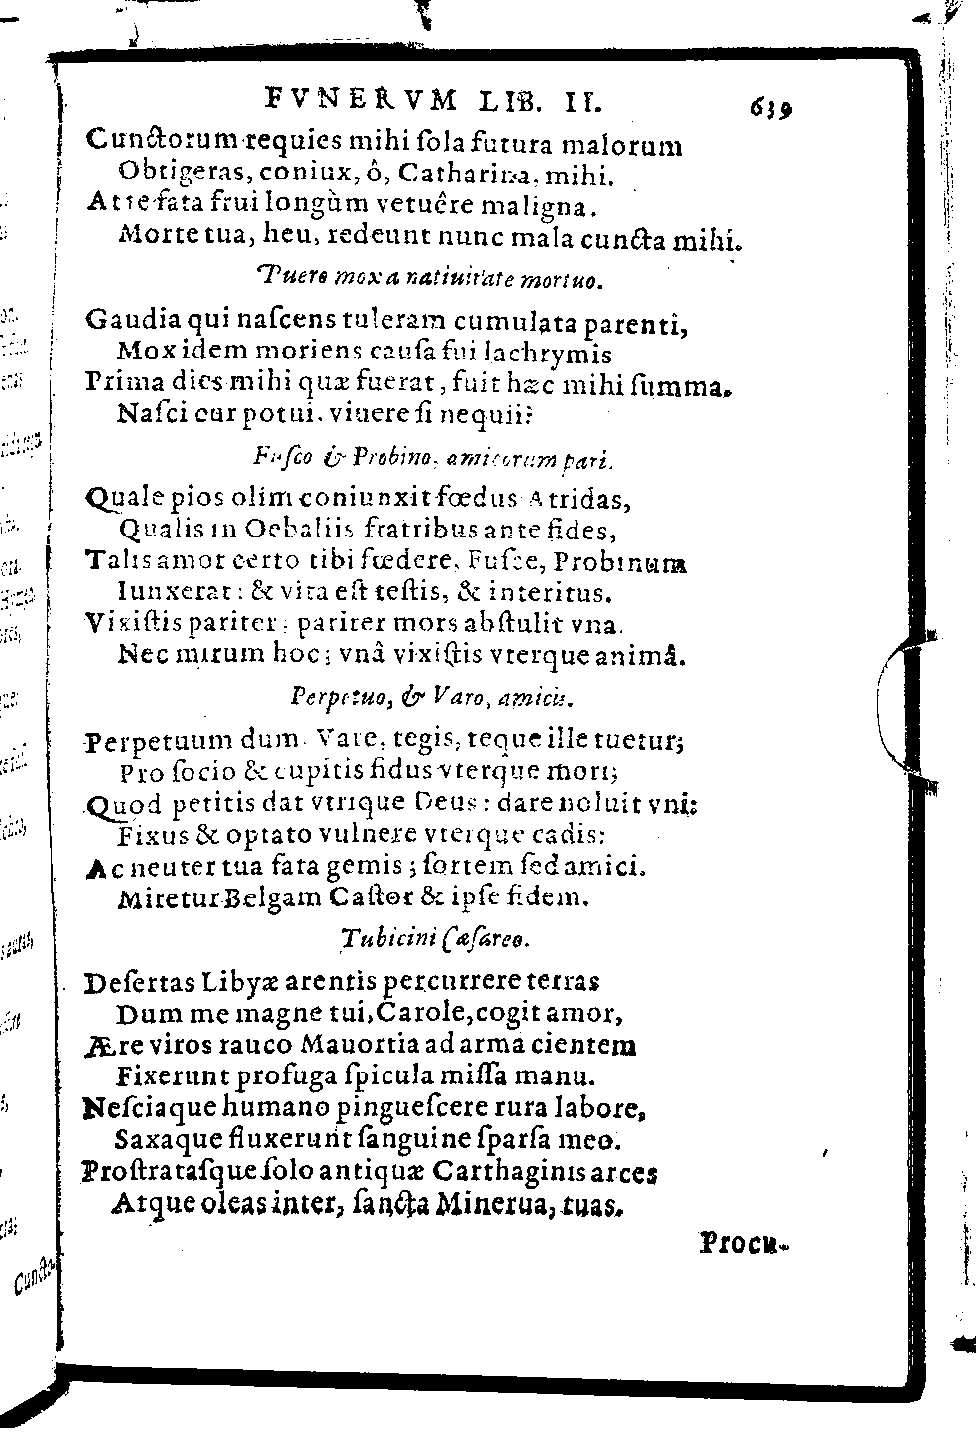 FVNERVM LIB. II. 639
Cunctorum requies mihi ſola futura malorum
Obtigeras, coniux, ô, Catharina, mihi.
At te fata frui longùm vetuêre maligna.
Morte tua, heu, redeunt nunc mala cuncta mihi.
Puero mox a natiuitate mortuo.
Gaudia qui naſcens tuleram cumulata parenti,
Mox idem moriens cauſa fui lachrymis
Prima dies mihi quæ fuerat, fuit hæc mihi ſumma.
Naſci cur potui, viuere ſi nequii?
Fuſco & Probino, amicorum pari.
Quale pios olim coniunxit fœdus Atridas,
Qualis in Oebaliis fratribus ante fides,
Talis amor certo tibi fœdere, Fuſce, Probinum
Iunxerat: & vita eſt teſtis, & interitus.
Vixiſtis pariter; pariter mors abſtulit vna.
Nec mirum hoc; vnâ vixiſtis vterque animâ.
Perpetuo, & Varo, amicis.
Perpetuum dum Vare, tegis, teque ille tuetur;
Pro ſocio & cupitis fidus vterque mori;
Quod petitis dat vtrique Deus: dare noluit vni:
Fixus & optato vulnere vterque cadis:
Ac neuter tua fata gemis; ſortem ſed amici.
Miretur Belgam Caſtor & ipſe fidem.
Tubicini Cæſareo.
Deſertas Libyæ arentis percurrere terras
Dum me magne tui, Carole, cogit amor,
Ære viros rauco Mauortia ad arma cientem
Fixerunt profuga ſpicula miſſa manu.
Neſciaque humano pingueſcere rura labore,
Saxaque fluxerunt ſanguine ſparſa meo.
Proſtrataſque ſolo antiquæ Carthaginis arces
Atque oleas inter, ſancta Minerua, tuas.
Procu-
Cuncto-